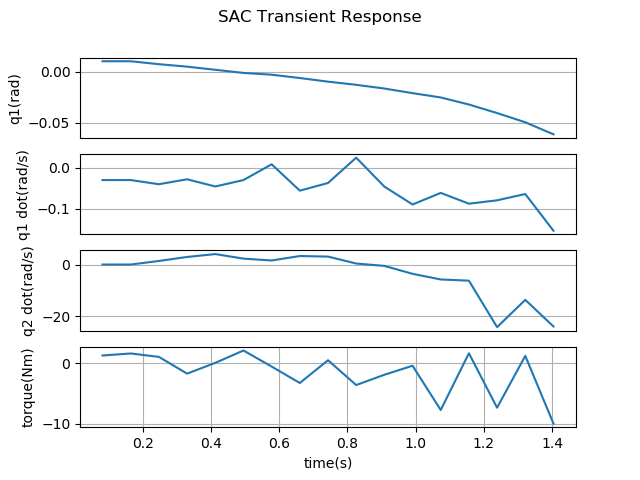 SAC Transient Response
q1(rad)
0.00
−0.05
q1 dot(rad/s)
0.0
−0.1
q2 dot(rad/s)
0
−20
torque(Nm)
0
−10
0.2 0.4 0.6 0.8 1.0 1.2 1.4
time(s)